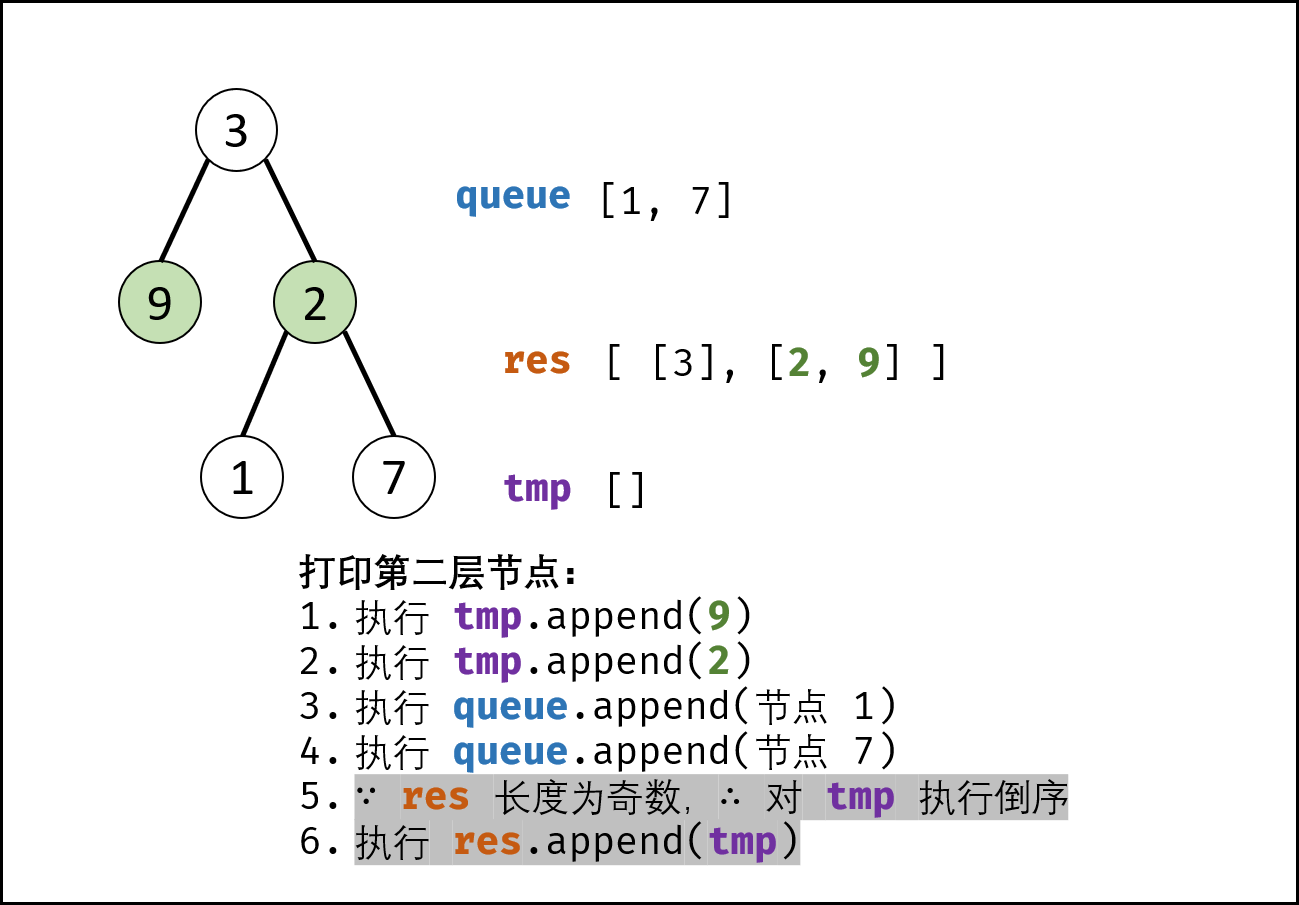 3
9
2
1
7
queue [1, 7]
res [ [3], [2, 9] ]
tmp []
打印第二层节点:
1. 执行 tmp.append(9)
2. 执行 tmp.append(2)
3. 执行 queue.append(节点 1)
4. 执行 queue.append(节点 7)
5. ∵ res 长度为奇数, ∴ 对 tmp 执行倒序
6. 执行 res.append(tmp)